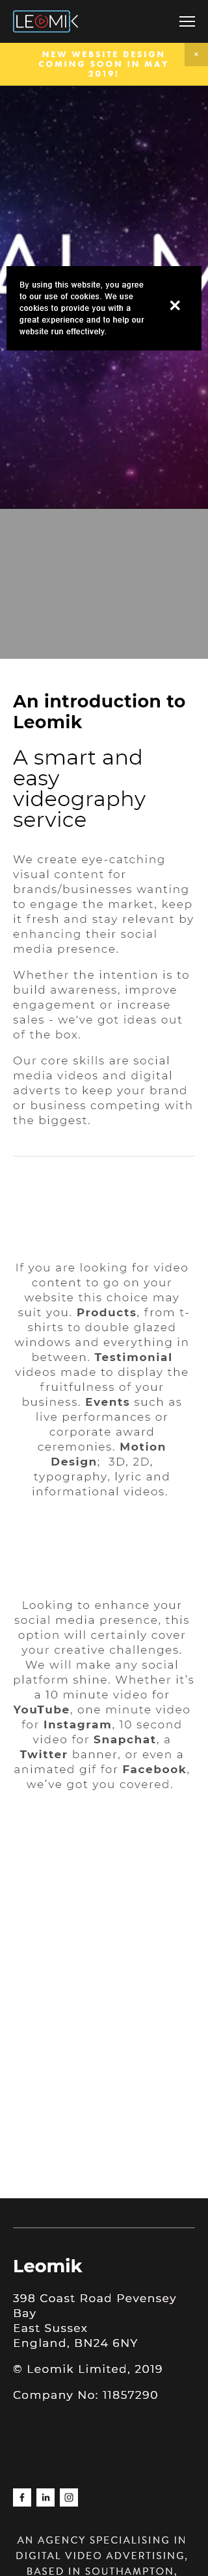 LEOMIK
NEW WEBSITE DESIGN
COMING SOON IN MAY
2019!
×
By using this website, you agree
to our use of cookies. We use
cookies to provide you with a
great experience and to help our
website run effectively.
An introduction to
Leomik
A smart and
easy
videography
service
We create eye-catching
visual content for
brands/businesses wanting
to engage the market, keep
it fresh and stay relevant by
enhancing their social
media presence.
Whether the intention is to
build awareness, improve
engagement or increase
sales - we've got ideas out
of the box.
Our core skills are social
media videos and digital
adverts to keep your brand
or business competing with
the biggest.
If you are looking for video
content to go on your
website this choice may
suit you. Products, from t-
shirts to double glazed
windows and everything in
between. Testimonial
videos made to display the
fruitfulness of your
business. Events such as
live performances or
corporate award
ceremonies. Motion
Design; 3D, 2D,
typography, lyric and
informational videos.
Looking to enhance your
social media presence, this
option will certainly cover
your creative challenges.
We will make any social
platform shine. Whether it's
a 10 minute video for
YouTube, one minute video
for Instagram, 10 second
video for Snapchat, a
Twitter banner, or even a
animated gif for Facebook,
we've got you covered.
Leomik
398 Coast Road Pevensey
Bay
East Sussex
England, BN24 6NY
© Leomik Limited, 2019
Company No: 11857290
AN AGENCY SPECIALISING IN
DIGITAL VIDEO ADVERTISING,
BASED IN SOUTHAMPTON,